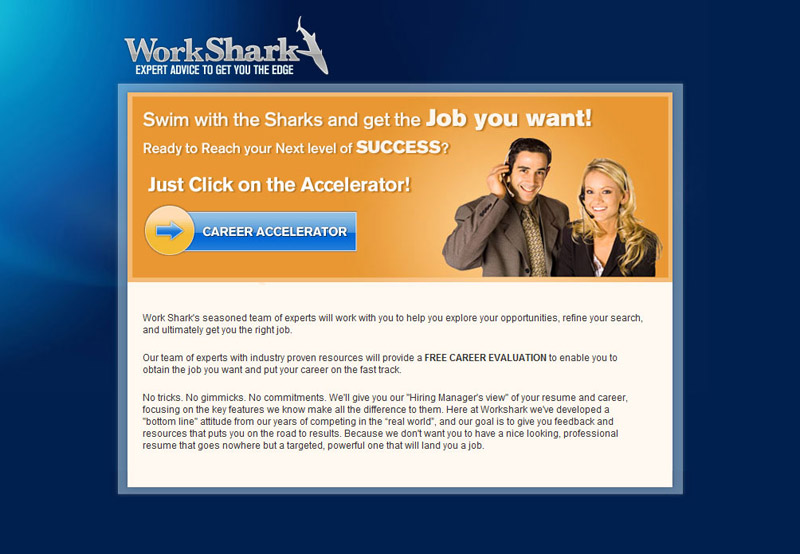 WorkShark
EXPERT ADVICE TO GET YOU THE EDGE
Swim with the Sharks and get the Job you want!
Ready to Reach your Next level of SUCCESS?
Just Click on the Accelerator!
CAREER ACCELERATOR
Work Shark's seasoned team of experts will work with you to help you explore your opportunities, refine your search,
and ultimately get you the right job.
Our team of experts with industry proven resources will provide a FREE CAREER EVALUATION to enable you to
obtain the job you want and put your career on the fast track.
No tricks. No gimmicks. No commitments. We'll give you our "Hiring Manager's view" of your resume and career,
focusing on the key features we know make all the difference to them. Here at Workshark we've developed a
"bottom line" attitude from our years of competing in the “real world”, and our goal is to give you feedback and
resources that puts you on the road to results. Because we don't want you to have a nice looking, professional
resume that goes nowhere but a targeted, powerful one that will land you a job.